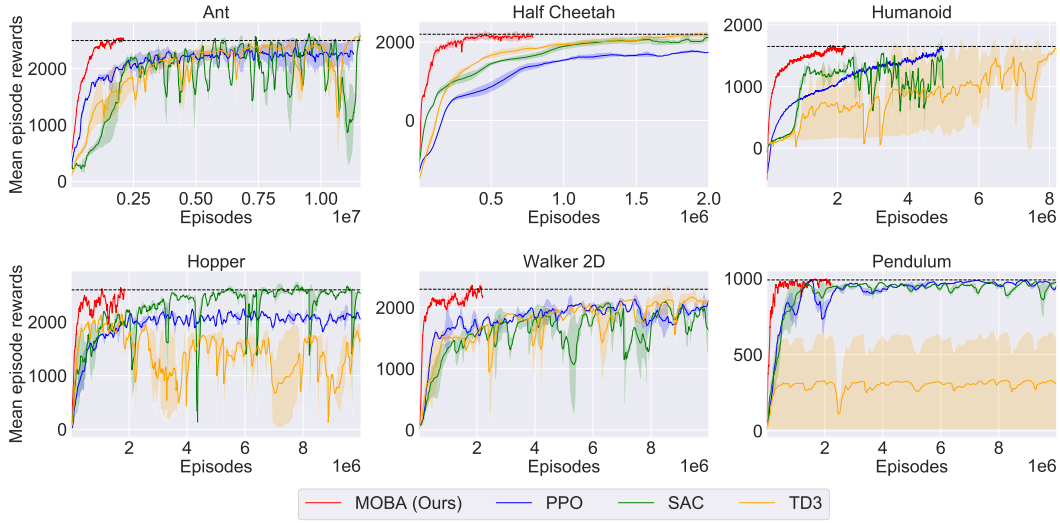 Ant
Half Cheetah
Humanoid
Mean episode rewards
2000
1000
0
0.25
0.50
0.75
1.00
Episodes
1e7
2000
0
0.5
1.0
1.5
2.0
Episodes
1e6
2000
1000
0
0
2
4
6
8
Episodes
1e6
Hopper
Walker 2D
Pendulum
Mean episode rewards
2000
1000
0
2
4
6
8
Episodes
1e6
2000
1000
0
2
4
6
8
Episodes
1e6
1000
500
0
0
2
4
6
8
Episodes
1e6
MOBA (Ours)
PPO
SAC
TD3